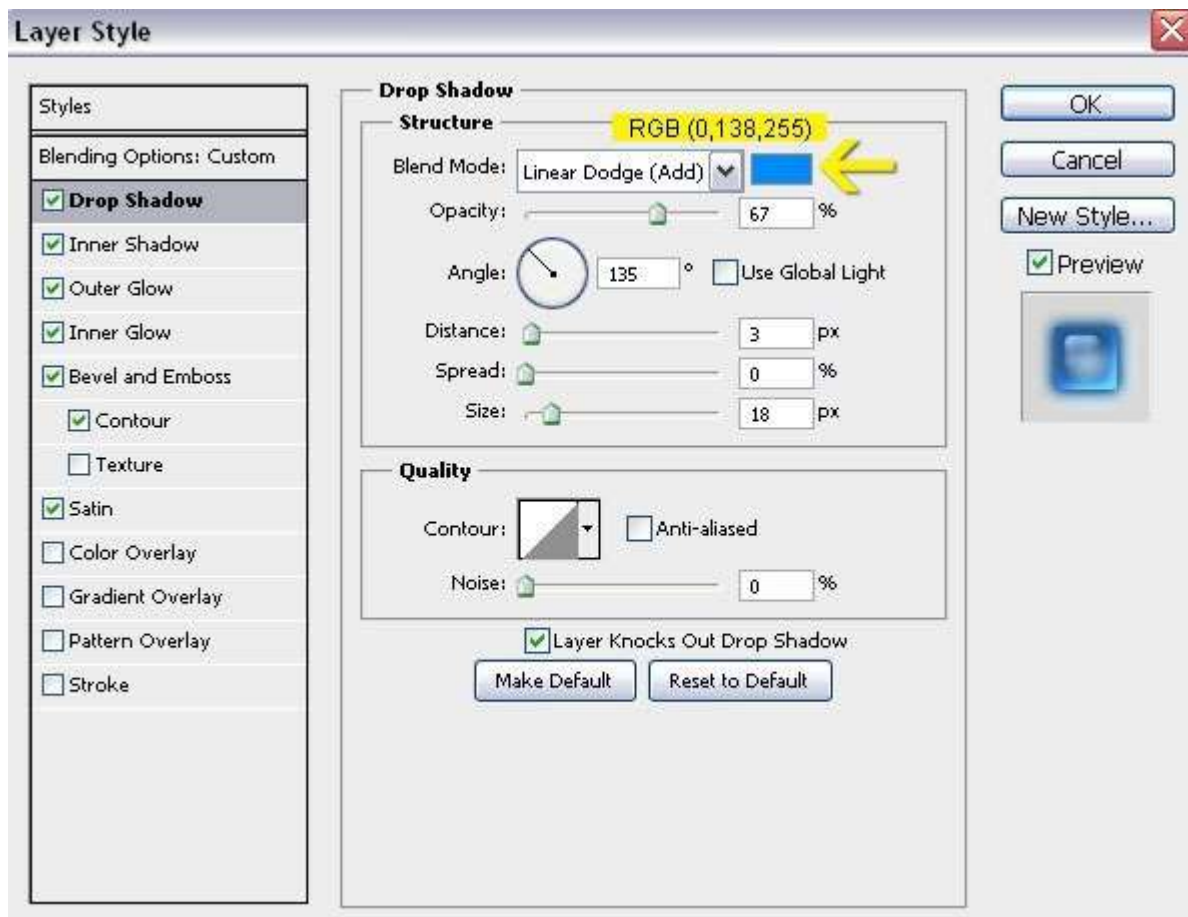 Layer Style
Styles
Blending Options: Custom
Drop Shadow
Inner Shadow
Outer Glow
Inner Glow
Bevel and Emboss
Contour
Texture
Satin
Color Overlay
Gradient Overlay
Pattern Overlay
Stroke
Drop Shadow
Structure
RGB (0,138,255)
Blend Mode: Linear Dodge (Add)
Opacity: 67 %
Angle: 135 ° Use Global Light
Distance: 3 px
Spread: 0 %
Size: 18 px
Quality
Contour: Anti-aliased
Noise: 0 %
Layer Knocks Out Drop Shadow
Make Default Reset to Default
OK
Cancel
New Style...
Preview